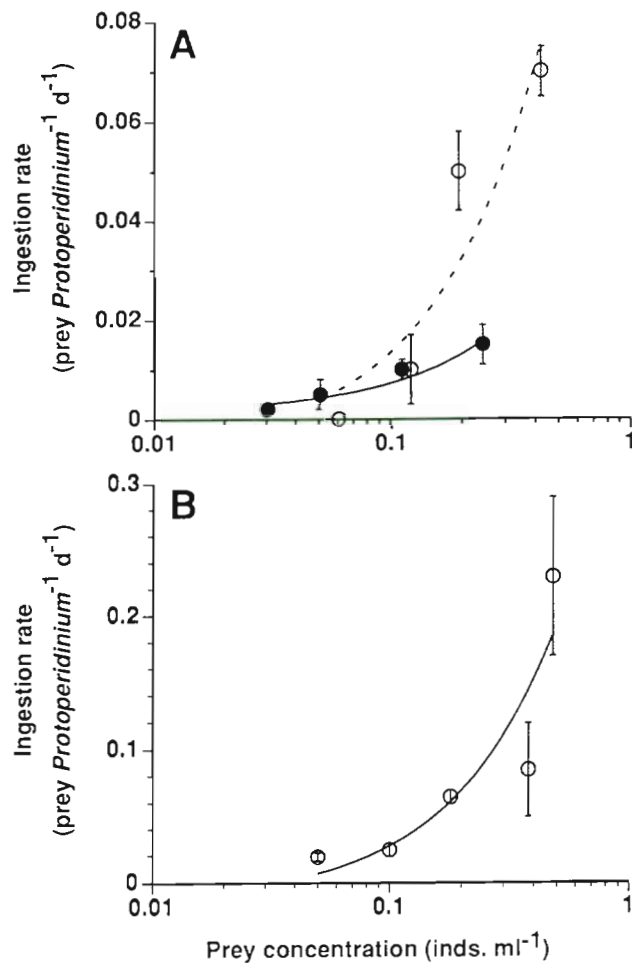 A
Ingestion rate
(prey Protoperidinium⁻¹ d⁻¹)
0.08
0.06
0.04
0.02
0
0.01
0.1
1
B
Ingestion rate
(prey Protoperidinium⁻¹ d⁻¹)
0.3
0.2
0.1
0
0.01
0.1
1
Prey concentration (inds. ml⁻¹)